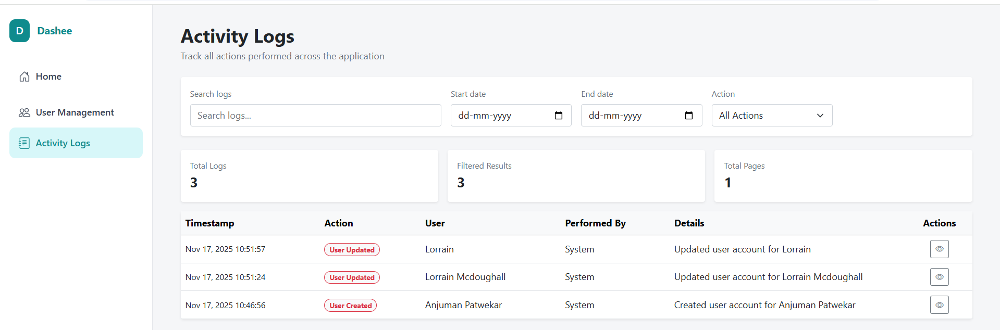 D Dashee
Home
User Management
Activity Logs
Activity Logs
Track all actions performed across the application
Search logs Start date End date Action
Search logs... dd-mm-yyyy dd-mm-yyyy All Actions
Total Logs Filtered Results Total Pages
3 3 1
Timestamp Action User Performed By Details Actions
Nov 17, 2025 10:51:57 User Updated Lorrain System Updated user account for Lorrain
Nov 17, 2025 10:51:24 User Updated Lorrain Mcdoughall System Updated user account for Lorrain Mcdoughall
Nov 17, 2025 10:46:56 User Created Anjuman Patwekar System Created user account for Anjuman Patwekar